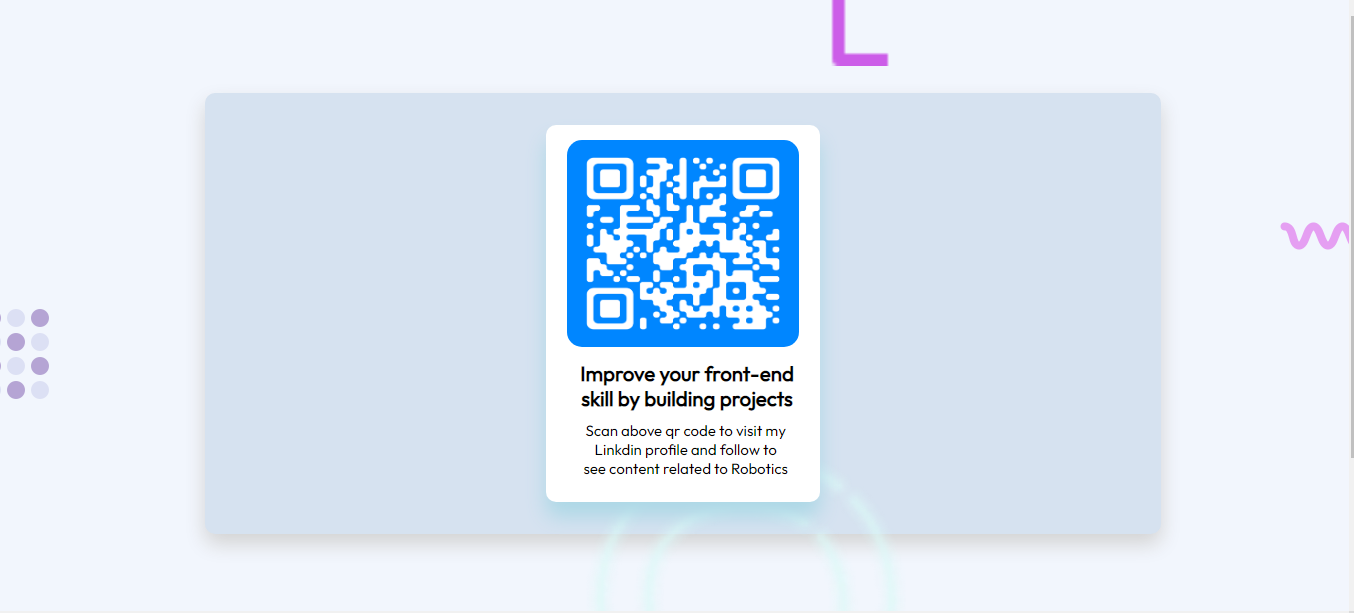 Improve your front-end
skill by building projects
Scan above qr code to visit my
Linkdin profile and follow to
see content related to Robotics